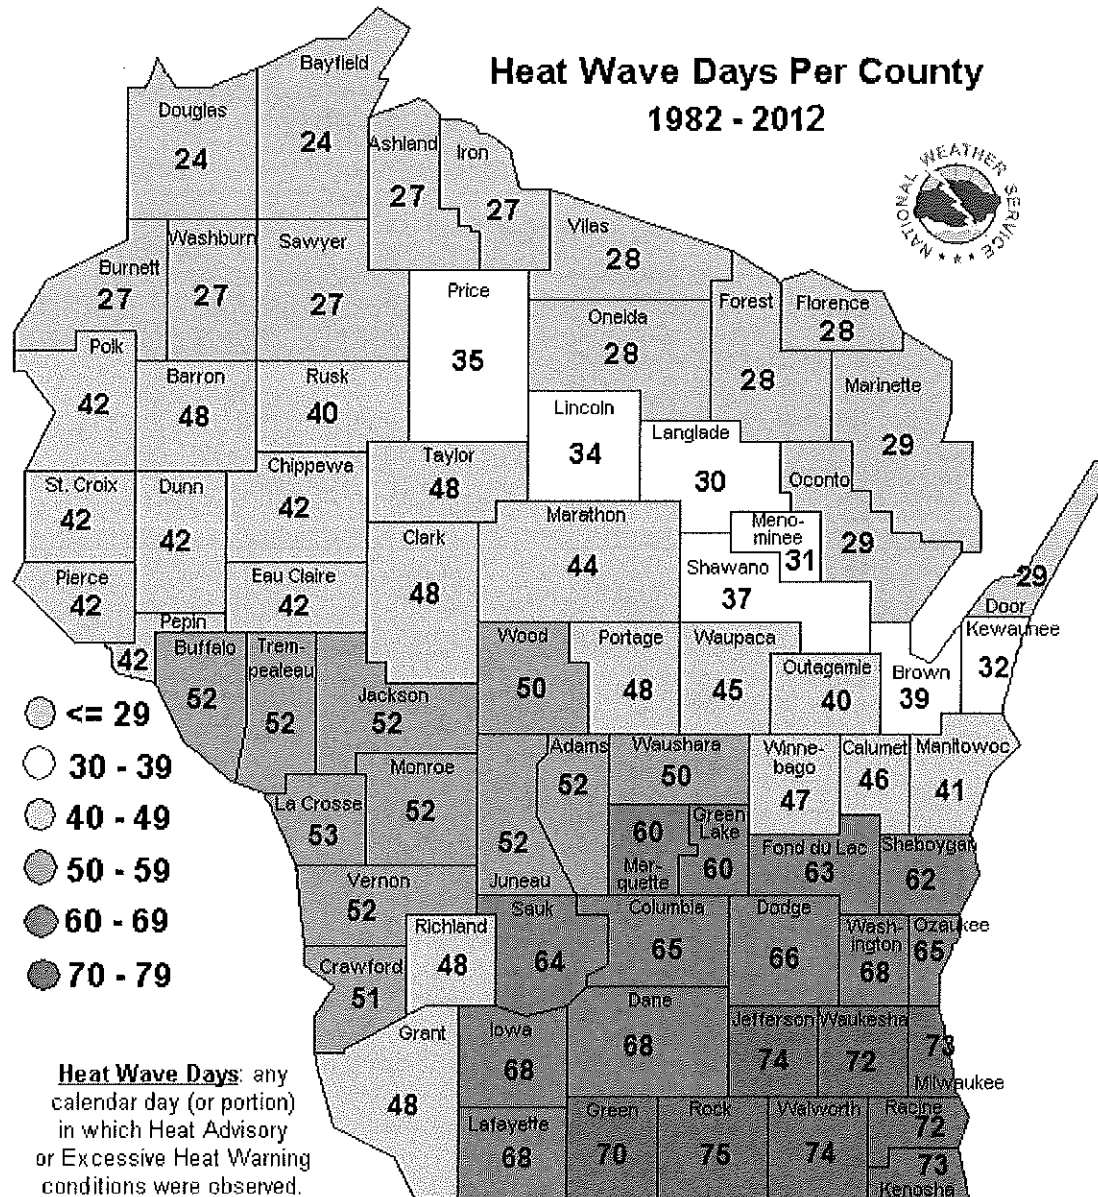 Heat Wave Days Per County
1982 - 2012
NATIONAL WEATHER SERVICE
Bayfield
24
Douglas
24
Ashland
27
Iron
27
Vilas
28
Washburn
27
Sawyer
27
Burnett
27
Price
35
Oneida
28
Forest
28
Florence
28
Polk
42
Barron
48
Rusk
40
Marinette
29
Lincoln
34
Langlade
30
Taylor
48
Chippewa
42
St. Croix
42
Dunn
42
Oconto
29
Marathon
44
Meno-
minee
31
Clark
48
Shawano
37
Pierce
42
Eau Claire
42
29
Door
Pepin
42
Buffalo
52
Trem-
pealeau
52
Jackson
52
Wood
50
Portage
48
Waupaca
45
Outagamie
40
Brown
39
Kewaunee
32
Monroe
52
La Crosse
53
Juneau
52
Adams
52
Waushara
50
Winne-
bago
47
Calumet
46
Manitowoc
41
60
Mar-
quette
Green
Lake
60
Fond du Lac
63
Sheboygan
62
Vernon
52
Richland
48
Sauk
64
Columbia
65
Dodge
66
Wash-
ington
68
Ozaukee
65
Crawford
51
Grant
48
Iowa
68
Dane
68
Jefferson
74
Waukesha
72
73
Milwaukee
Lafayette
68
Green
70
Rock
75
Walworth
74
Racine
72
73
Kenosha
<= 29
30 - 39
40 - 49
50 - 59
60 - 69
70 - 79
Heat Wave Days: any
calendar day (or portion)
in which Heat Advisory
or Excessive Heat Warning
conditions were observed.